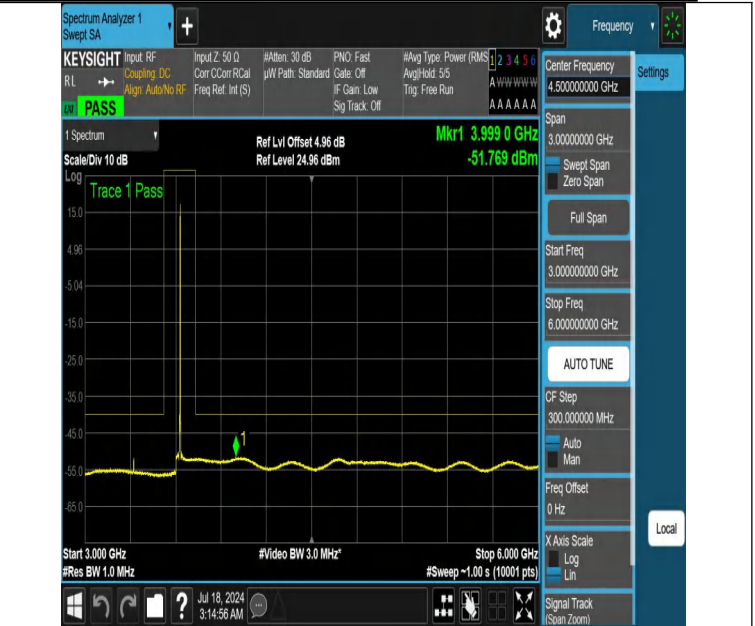 Spectrum Analyzer 1
Swept SA
+
Frequency
KEYSIGHT
RL
PASS
Input: RF
Coupling: DC
Align: Auto/No RF
Input Z: 50 Ω
Corr CCorr RCal
Freq Ref: Int (S)
#Atten: 30 dB
µW Path: Standard
PNO: Fast
Gate: Off
IF Gain: Low
Sig Track: Off
#Avg Type: Power (RMS
Avg|Hold: 5/5
Trig: Free Run
1 2 3 4 5 6
A W W W W W
A A A A A A
1 Spectrum
Scale/Div 10 dB
Ref Lvl Offset 4.96 dB
Ref Level 24.96 dBm
Mkr1 3.999 0 GHz
-51.769 dBm
Log
Trace 1 Pass
15.0
4.96
-5.04
-15.0
-25.0
-35.0
-45.0
-55.0
-65.0
1
Start 3.000 GHz
#Res BW 1.0 MHz
#Video BW 3.0 MHz*
Stop 6.000 GHz
#Sweep ~1.00 s (10001 pts)
Center Frequency
4.500000000 GHz
Settings
Span
3.00000000 GHz
Swept Span
Zero Span
Full Span
Start Freq
3.000000000 GHz
Stop Freq
6.000000000 GHz
AUTO TUNE
CF Step
300.000000 MHz
Auto
Man
Freq Offset
0 Hz
X Axis Scale
Log
Lin
Signal Track
(Span Zoom)
Local
?
Jul 18, 2024
3:14:56 AM